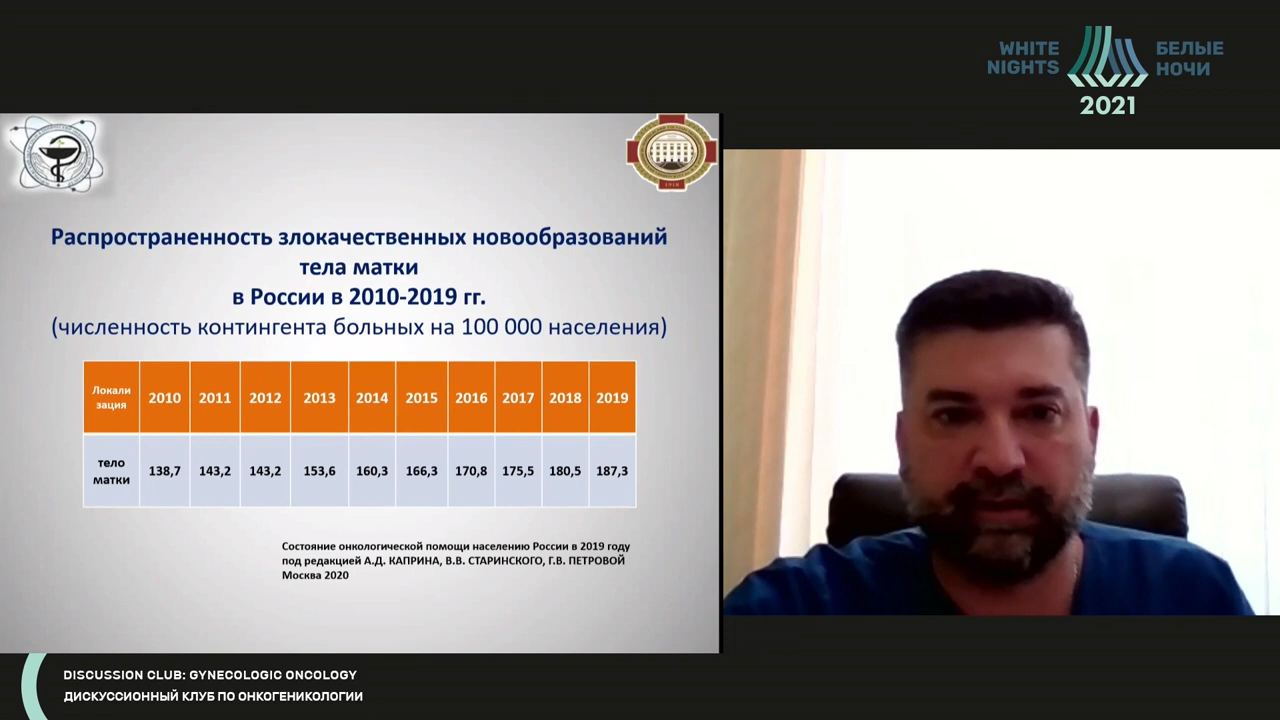 WHITE
NIGHTS
БЕЛЫЕ
НОЧИ
2021
1918
Распространенность злокачественных новообразований
тела матки
в России в 2010-2019 гг.
(численность контингента больных на 100 000 населения)
Локали
зация
2010 2011 2012 2013 2014 2015 2016 2017 2018 2019
тело
матки
138,7 143,2 143,2 153,6 160,3 166,3 170,8 175,5 180,5 187,3
Состояние онкологической помощи населению России в 2019 году
под редакцией А.Д. КАПРИНА, В.В. СТАРИНСКОГО, Г.В. ПЕТРОВОЙ
Москва 2020
DISCUSSION CLUB: GYNECOLOGIC ONCOLOGY
ДИСКУССИОННЫЙ КЛУБ ПО ОНКОГЕНИКОЛОГИИ